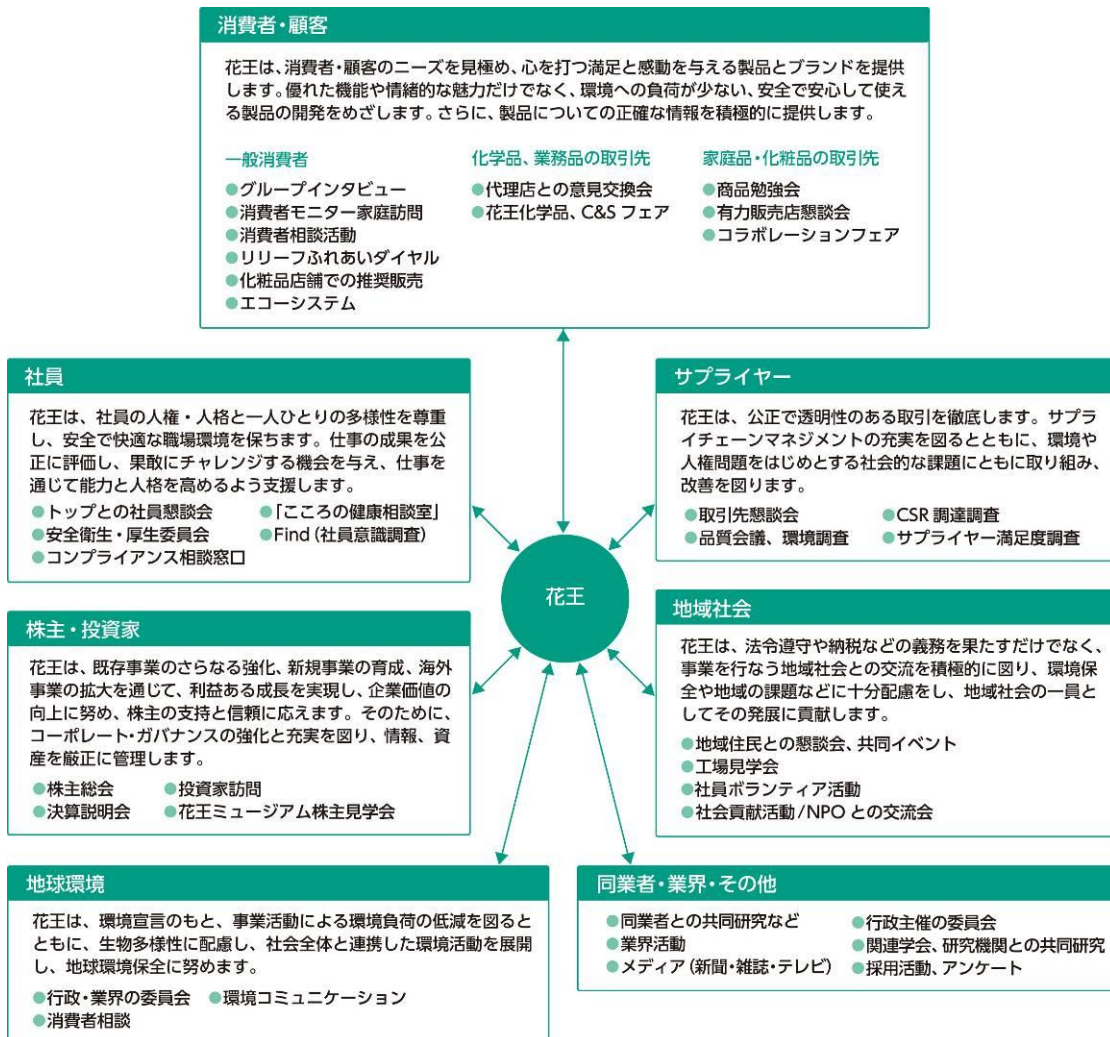 消費者・顧客
花王は、消費者・顧客のニーズを見極め、心を打つ満足と感動を与える製品とブランドを提供
します。優れた機能や情緒的な魅力だけでなく、環境への負荷が少ない、安全で安心して使え
る製品の開発をめざします。さらに、製品についての正確な情報を積極的に提供します。
一般消費者
●グループインタビュー
●消費者モニター家庭訪問
●消費者相談活動
●リリーフふれあいダイヤル
●化粧品店舗での推奨販売
●エコーシステム
化学品、業務品の取引先
●代理店との意見交換会
●花王化学品、C&S フェア
家庭品・化粧品の取引先
●商品勉強会
●有力販売店懇談会
●コラボレーションフェア
社員
花王は、社員の人権・人格と一人ひとりの多様性を尊重
し、安全で快適な職場環境を保ちます。仕事の成果を公
正に評価し、果敢にチャレンジする機会を与え、仕事を
通じて能力と人格を高めるよう支援します。
●トップとの社員懇談会 ●「こころの健康相談室」
●安全衛生・厚生委員会 ●Find（社員意識調査）
●コンプライアンス相談窓口
サプライヤー
花王は、公正で透明性のある取引を徹底します。サプラ
イチェーンマネジメントの充実を図るとともに、環境や
人権問題をはじめとする社会的な課題にともに取り組み、
改善を図ります。
●取引先懇談会 ●CSR 調達調査
●品質会議、環境調査 ●サプライヤー満足度調査
花王
株主・投資家
花王は、既存事業のさらなる強化、新規事業の育成、海外
事業の拡大を通じて、利益ある成長を実現し、企業価値の
向上に努め、株主の支持と信頼に応えます。そのために、
コーポレート・ガバナンスの強化と充実を図り、情報、資
産を厳正に管理します。
●株主総会 ●投資家訪問
●決算説明会 ●花王ミュージアム株主見学会
地域社会
花王は、法令遵守や納税などの義務を果たすだけでなく、
事業を行なう地域社会との交流を積極的に図り、環境保
全や地域の課題などに十分配慮をし、地域社会の一員と
してその発展に貢献します。
●地域住民との懇談会、共同イベント
●工場見学会
●社員ボランティア活動
●社会貢献活動/NPO との交流会
地球環境
花王は、環境宣言のもと、事業活動による環境負荷の低減を図ると
ともに、生物多様性に配慮し、社会全体と連携した環境活動を展開
し、地球環境保全に努めます。
●行政・業界の委員会 ●環境コミュニケーション
●消費者相談
同業者・業界・その他
●同業者との共同研究など ●行政主催の委員会
●業界活動 ●関連学会、研究機関との共同研究
●メディア（新聞・雑誌・テレビ） ●採用活動、アンケート